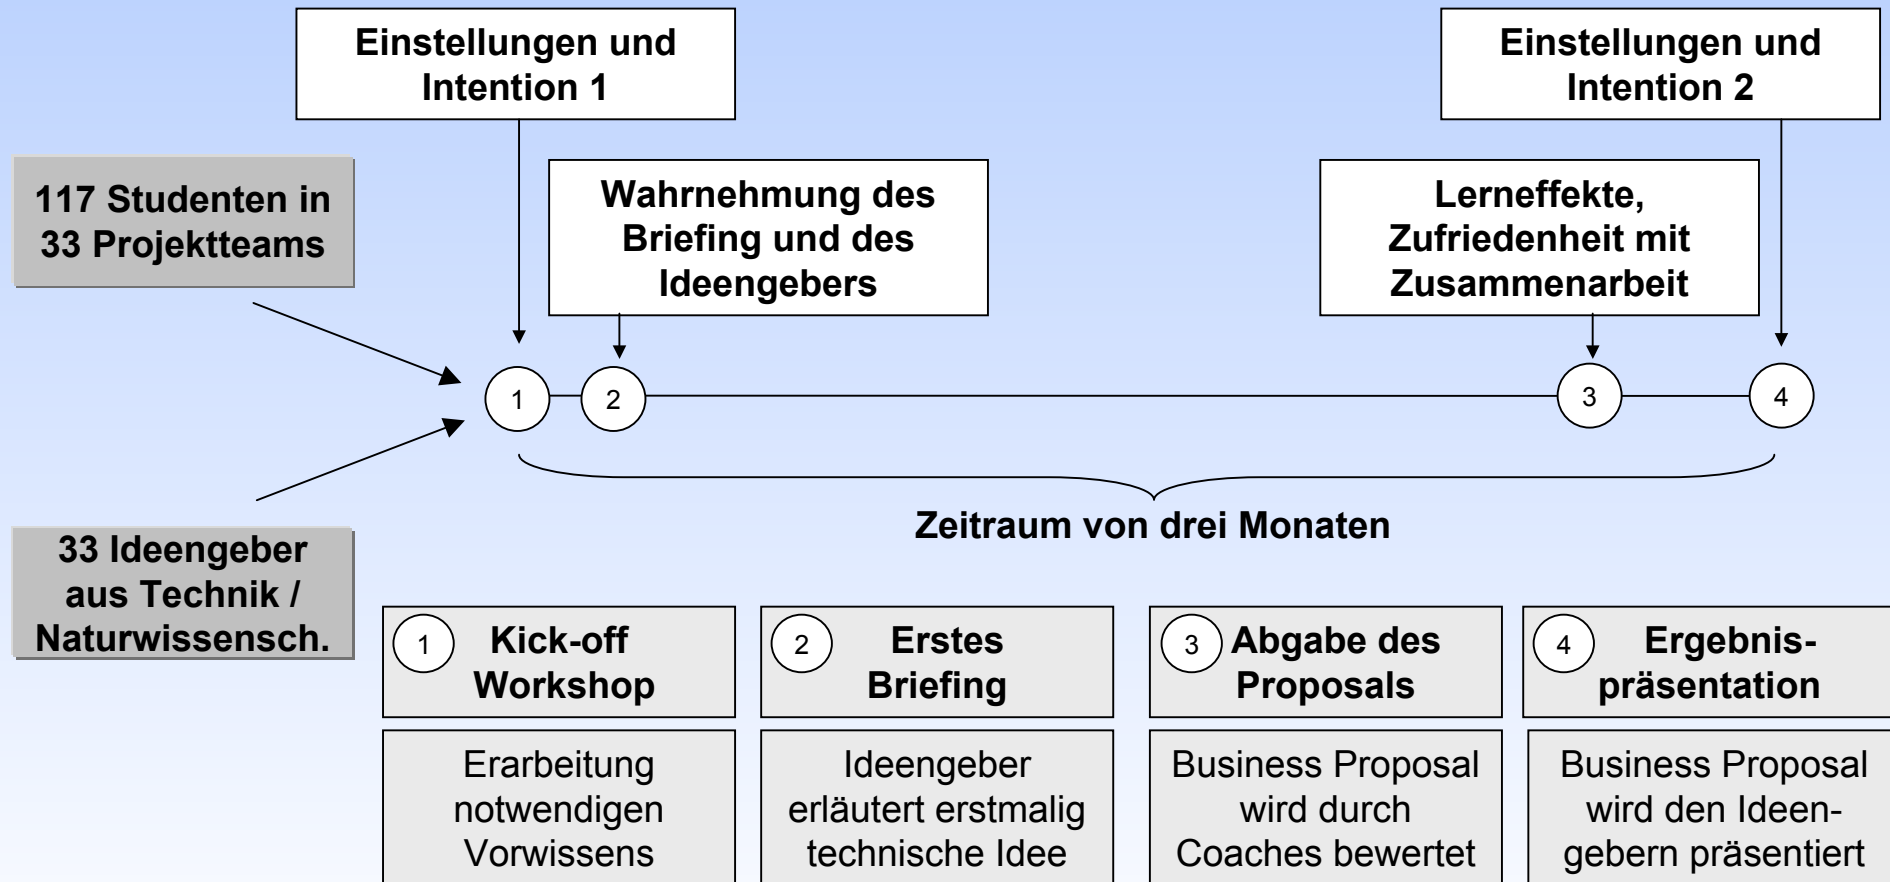 Einstellungen und
Intention 1
Einstellungen und
Intention 2
117 Studenten in
33 Projektteams
Wahrnehmung des
Briefing und des
Ideengebers
Lerneffekte,
Zufriedenheit mit
Zusammenarbeit
1
2
3
4
Zeitraum von drei Monaten
33 Ideengeber
aus Technik /
Naturwissensch.
1 Kick-off
Workshop
Erarbeitung
notwendigen
Vorwissens
2 Erstes
Briefing
Ideengeber
erläutert erstmalig
technische Idee
3 Abgabe des
Proposals
Business Proposal
wird durch
Coaches bewertet
4 Ergebnis-
präsentation
Business Proposal
wird den Ideen-
gebern präsentiert